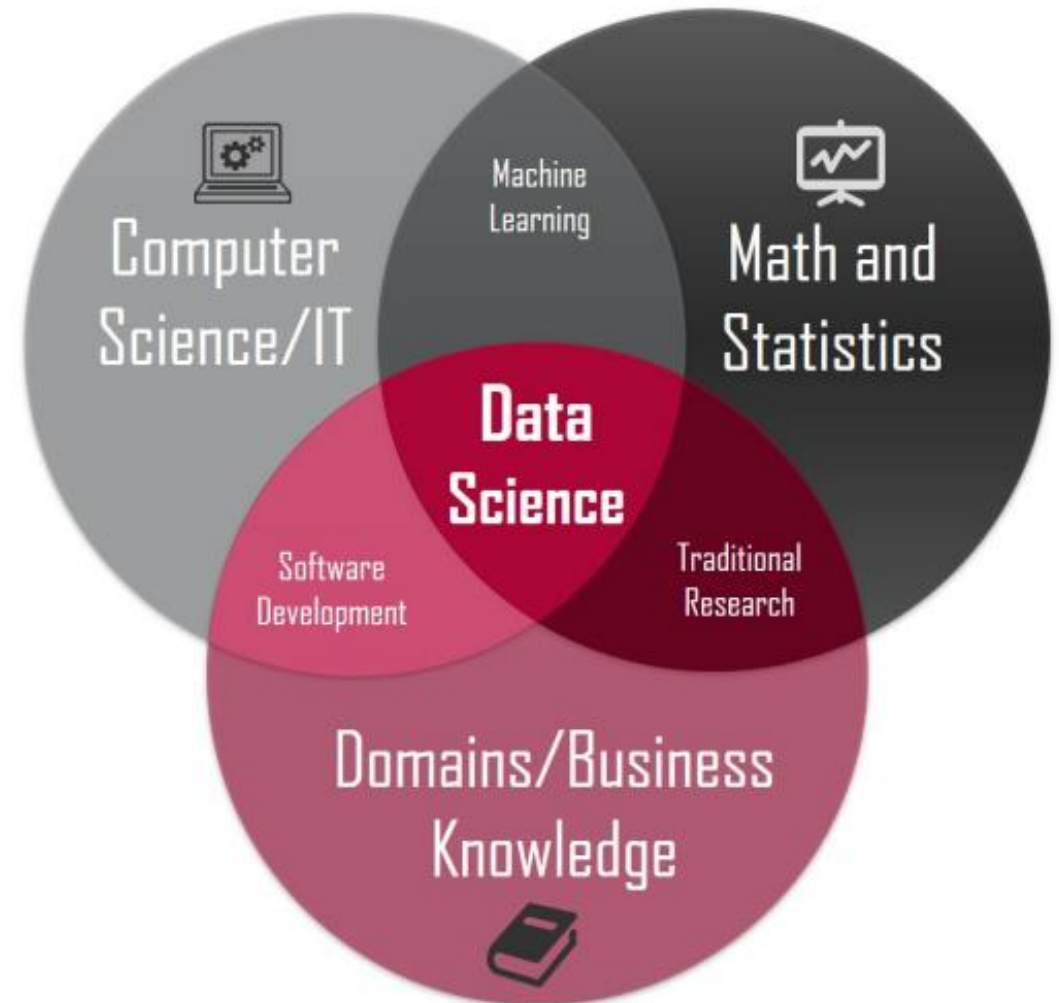 Machine
Learning
Computer
Science/IT
Math and
Statistics
Data
Science
Software
Development
Traditional
Research
Domains/Business
Knowledge